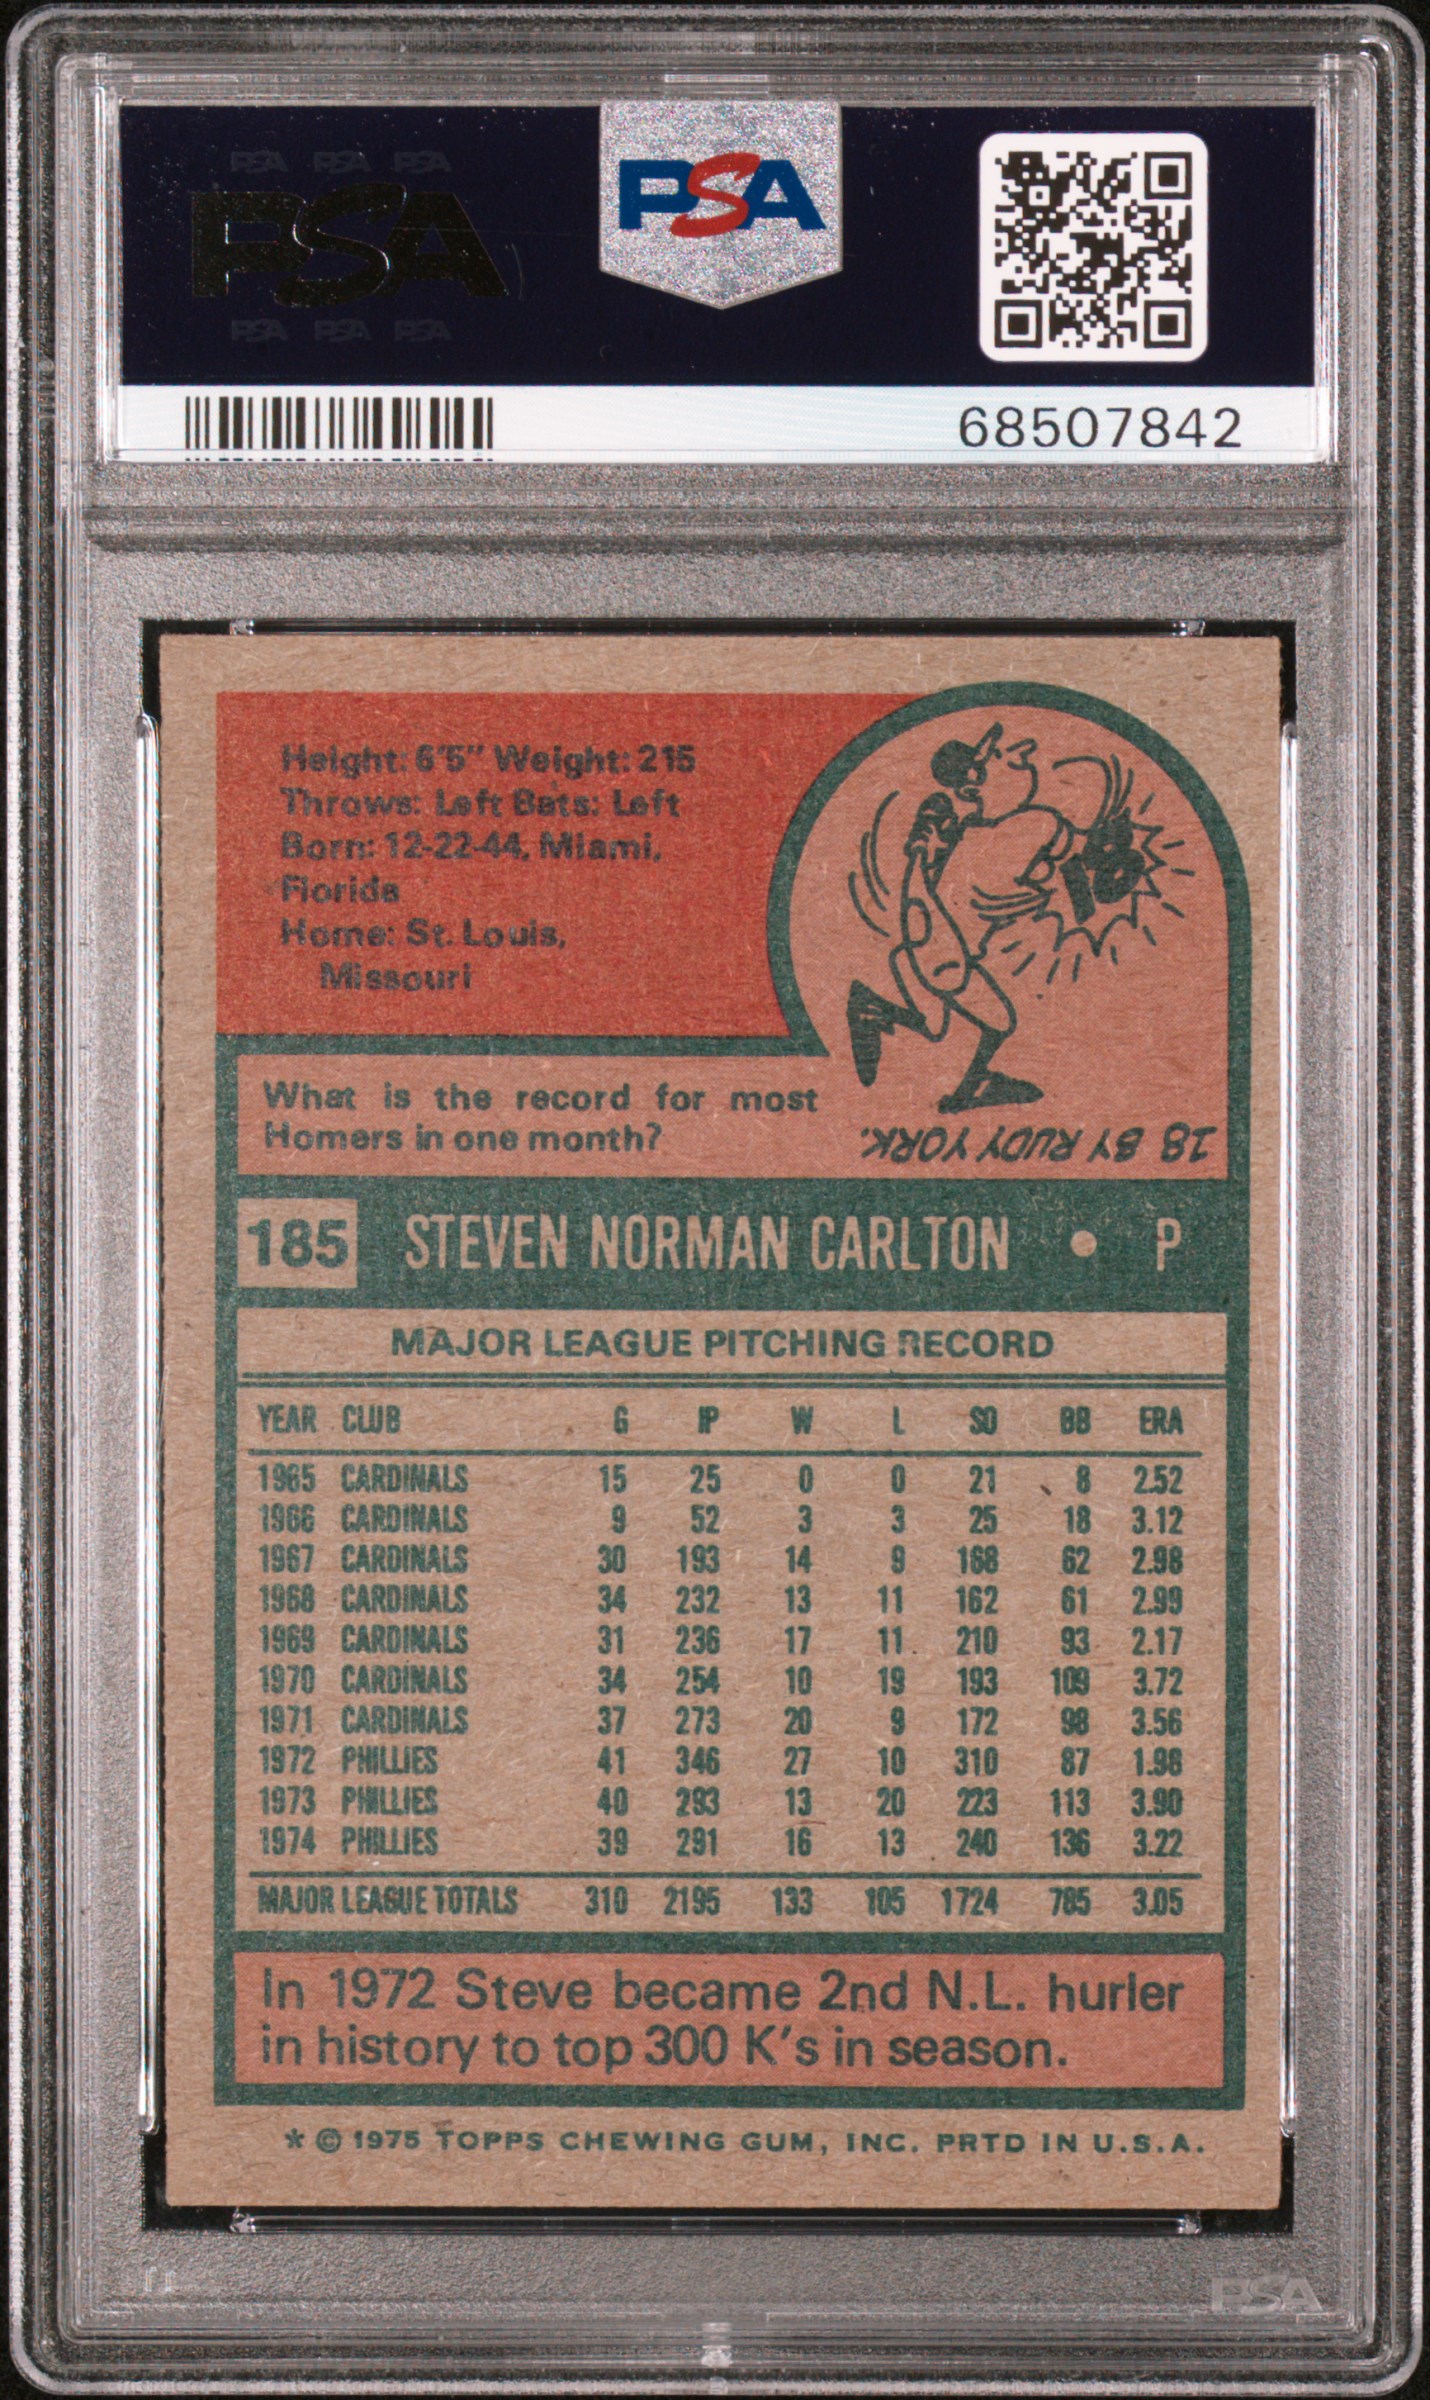 PSA PSA PSA
PSA
PSA PSA PSA
PSA
68507842
Height: 6'5" Weight: 215
Throws: Left Bats: Left
Born: 12-22-44, Miami,
Florida
Home: St. Louis,
Missouri
18
What is the record for most
Homers in one month?
18 BY RUDY YORK.
185 STEVEN NORMAN CARLTON • P
MAJOR LEAGUE PITCHING RECORD
YEAR CLUB G IP W L SO BB ERA
1965 CARDINALS 15 25 0 0 21 8 2.52
1966 CARDINALS 9 52 3 3 25 18 3.12
1967 CARDINALS 30 193 14 9 168 62 2.98
1968 CARDINALS 34 232 13 11 162 61 2.99
1969 CARDINALS 31 236 17 11 210 93 2.17
1970 CARDINALS 34 254 10 19 193 109 3.72
1971 CARDINALS 37 273 20 9 172 98 3.56
1972 PHILLIES 41 346 27 10 310 87 1.98
1973 PHILLIES 40 293 13 20 223 113 3.90
1974 PHILLIES 39 291 16 13 240 136 3.22
MAJOR LEAGUE TOTALS 310 2195 133 105 1724 785 3.05
In 1972 Steve became 2nd N.L. hurler
in history to top 300 K's in season.
* © 1975 TOPPS CHEWING GUM, INC. PRTD IN U.S.A.
PSA